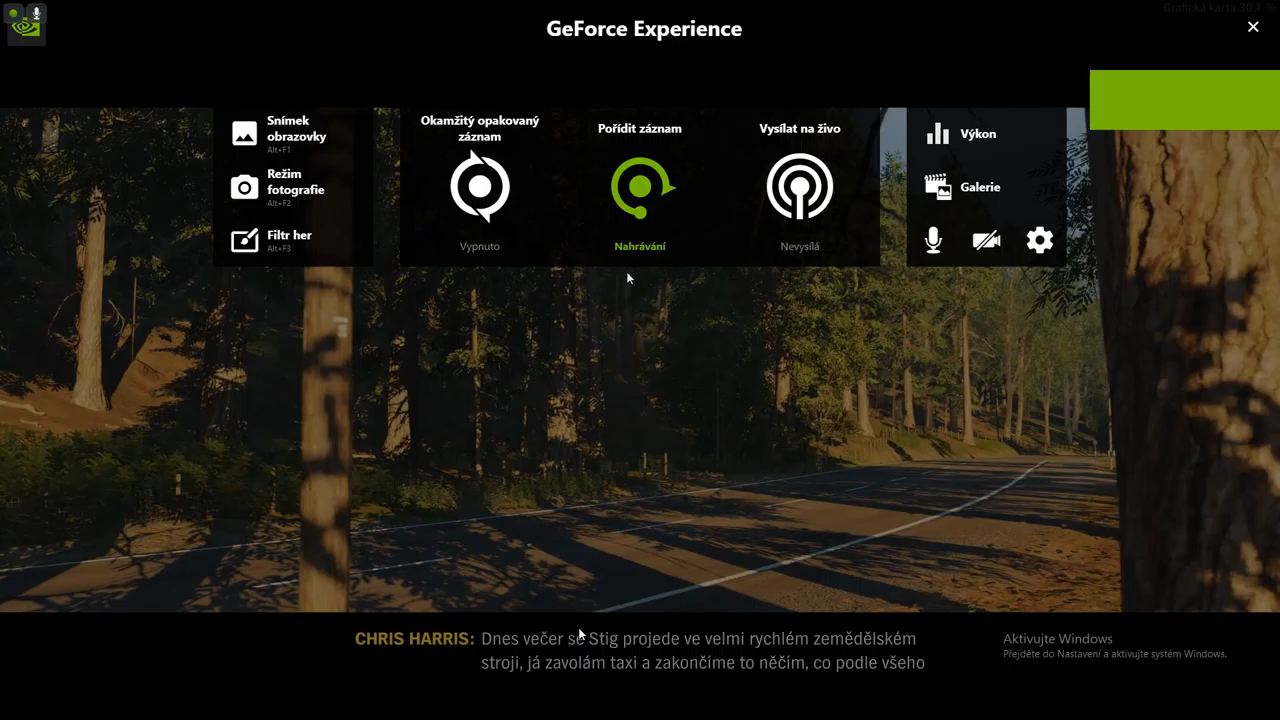 Grafická karta 30:7 %
GeForce Experience
Snímek
obrazovky
Alt+F1
Režim
fotografie
Alt+F2
Filtr her
Alt+F3
Okamžitý opakovaný
záznam
Vypnuto
Pořídit záznam
Nahrávání
Vysílat na živo
Nevysílá
Výkon
Galerie
CHRIS HARRIS: Dnes večer se Stig projede ve velmi rychlém zemědělském
stroji, já zavolám taxi a zakončíme to něčím, co podle všeho
Aktivujte Windows
Přejděte do Nastavení a aktivujte systém Windows.